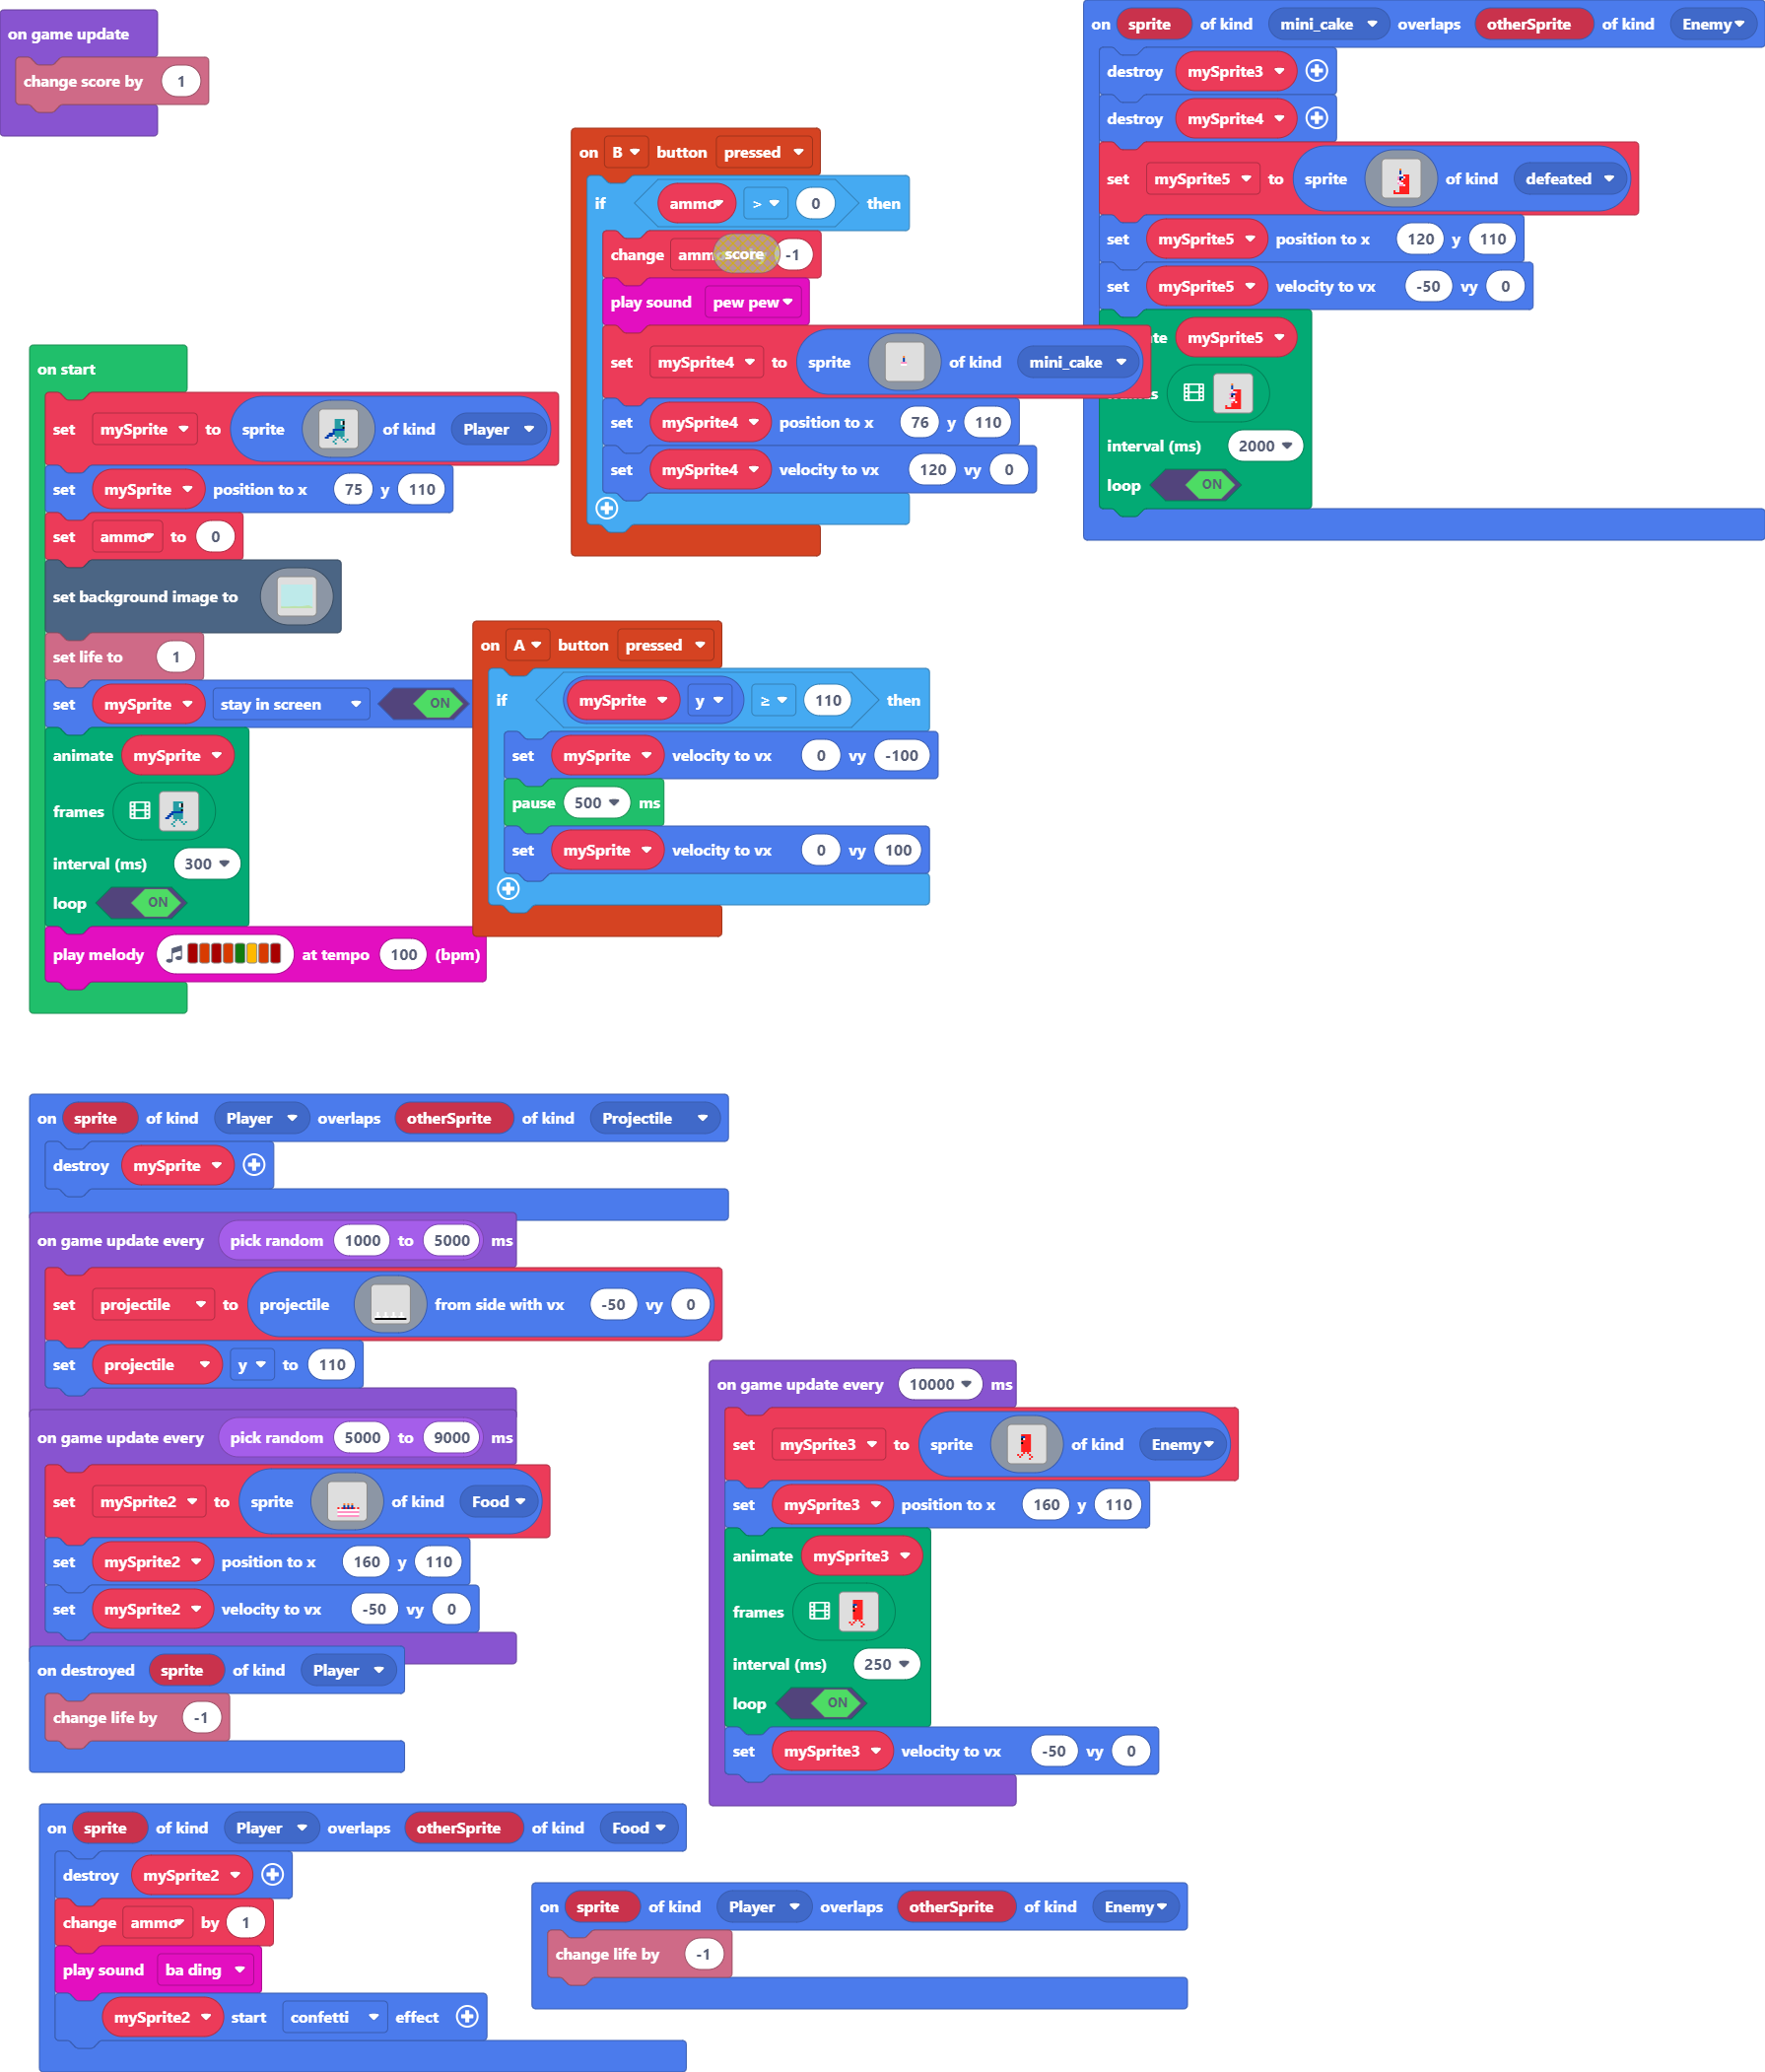 on game update
change score by 1
on sprite of kind mini_cake overlaps otherSprite of kind Enemy
destroy mySprite3
destroy mySprite4
set mySprite5 to sprite of kind defeated
set mySprite5 position to x 120 y 110
set mySprite5 velocity to vx -50 vy 0
mySprite5
interval (ms) 2000
loop ON
on B button pressed
if ammo > 0 then
change score -1
play sound pew pew
set mySprite4 to sprite of kind mini_cake
set mySprite4 position to x 76 y 110
set mySprite4 velocity to vx 120 vy 0
on start
set mySprite to sprite of kind Player
set mySprite position to x 75 y 110
set ammo to 0
set background image to
set life to 1
set mySprite stay in screen ON
animate mySprite
frames
interval (ms) 300
loop ON
play melody at tempo 100 (bpm)
on A button pressed
if mySprite y ≥ 110 then
set mySprite velocity to vx 0 vy -100
pause 500 ms
set mySprite velocity to vx 0 vy 100
on sprite of kind Player overlaps otherSprite of kind Projectile
destroy mySprite
on game update every pick random 1000 to 5000 ms
set projectile to projectile from side with vx -50 vy 0
set projectile y to 110
on game update every pick random 5000 to 9000 ms
set mySprite2 to sprite of kind Food
set mySprite2 position to x 160 y 110
set mySprite2 velocity to vx -50 vy 0
on destroyed sprite of kind Player
change life by -1
on game update every 10000 ms
set mySprite3 to sprite of kind Enemy
set mySprite3 position to x 160 y 110
animate mySprite3
frames
interval (ms) 250
loop ON
set mySprite3 velocity to vx -50 vy 0
on sprite of kind Player overlaps otherSprite of kind Food
destroy mySprite2
change ammo by 1
play sound ba ding
mySprite2 start confetti effect
on sprite of kind Player overlaps otherSprite of kind Enemy
change life by -1